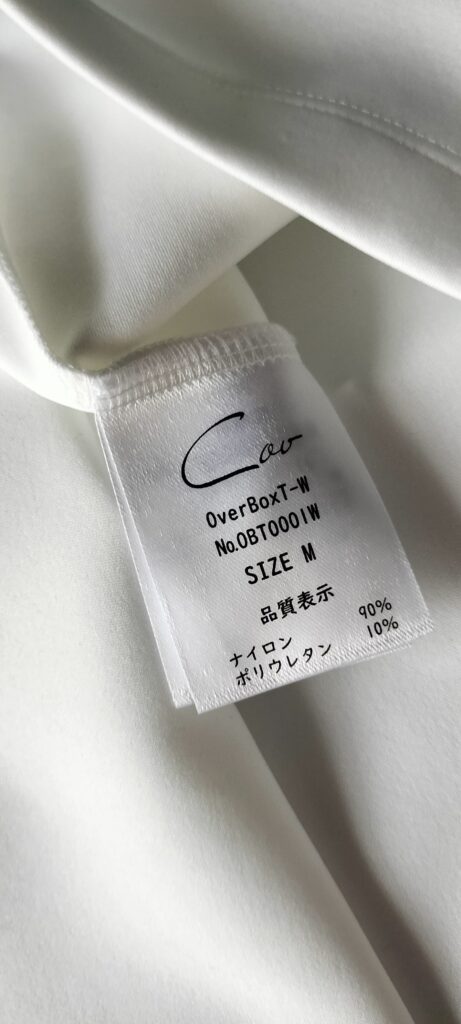 Cov
OverBoxT-W
No.OBT0001W
SIZE M
品質表示
ナイロン 90%
ポリウレタン 10%